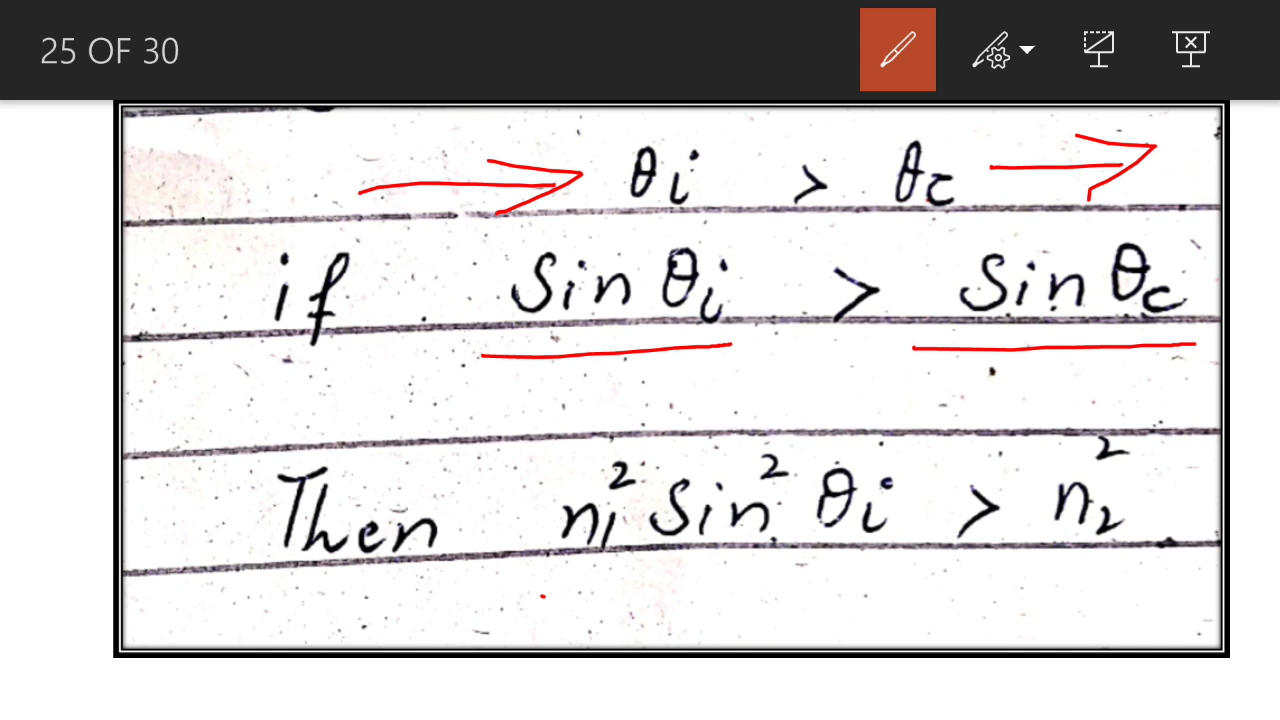 25 OF 30
θi > θc
if Sin θi > Sin θc
Then n₁² Sin² θi > n₂²